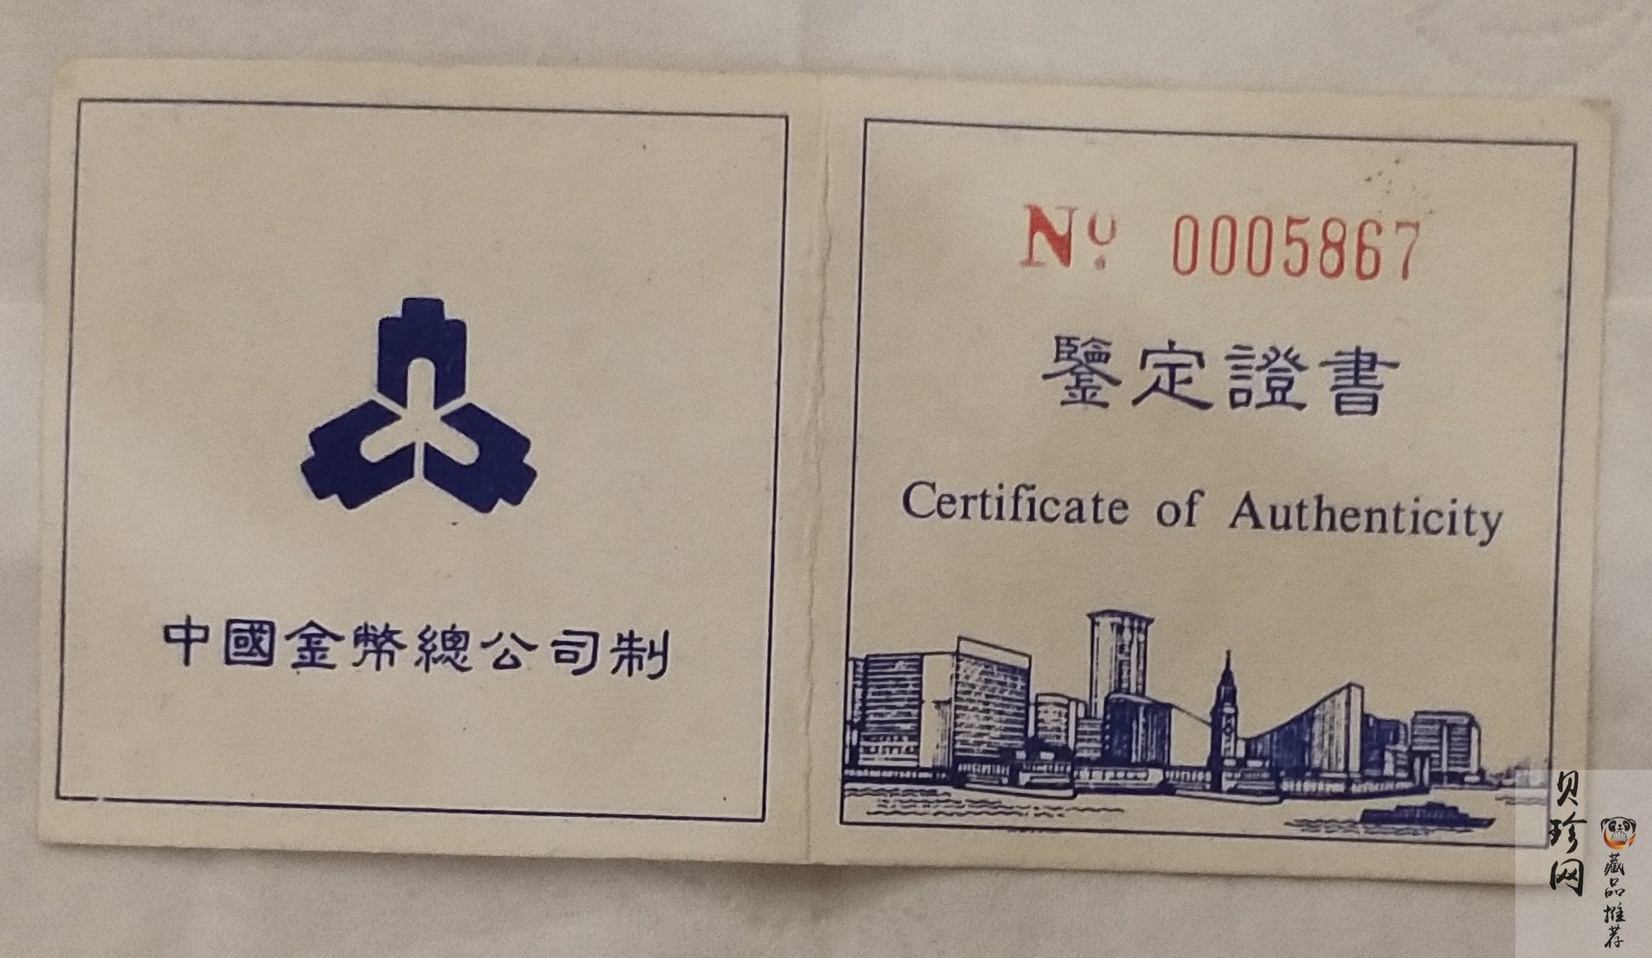 中國金幣總公司制
Nº 0005867
鑒定證書
Certificate of Authenticity
贝珍网
藏品推荐